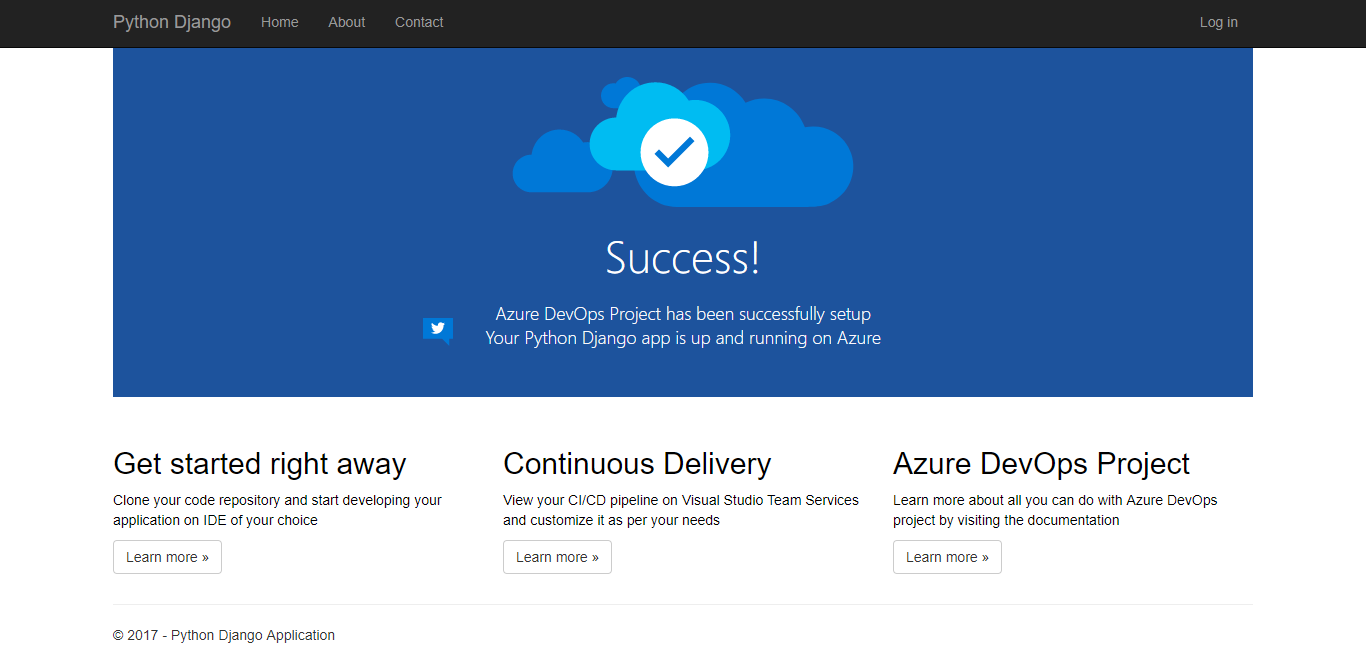 Python Django Home About Contact Log in
Success!
Azure DevOps Project has been successfully setup
Your Python Django app is up and running on Azure
Get started right away
Clone your code repository and start developing your
application on IDE of your choice
Learn more »
Continuous Delivery
View your CI/CD pipeline on Visual Studio Team Services
and customize it as per your needs
Learn more »
Azure DevOps Project
Learn more about all you can do with Azure DevOps
project by visiting the documentation
Learn more »
© 2017 - Python Django Application